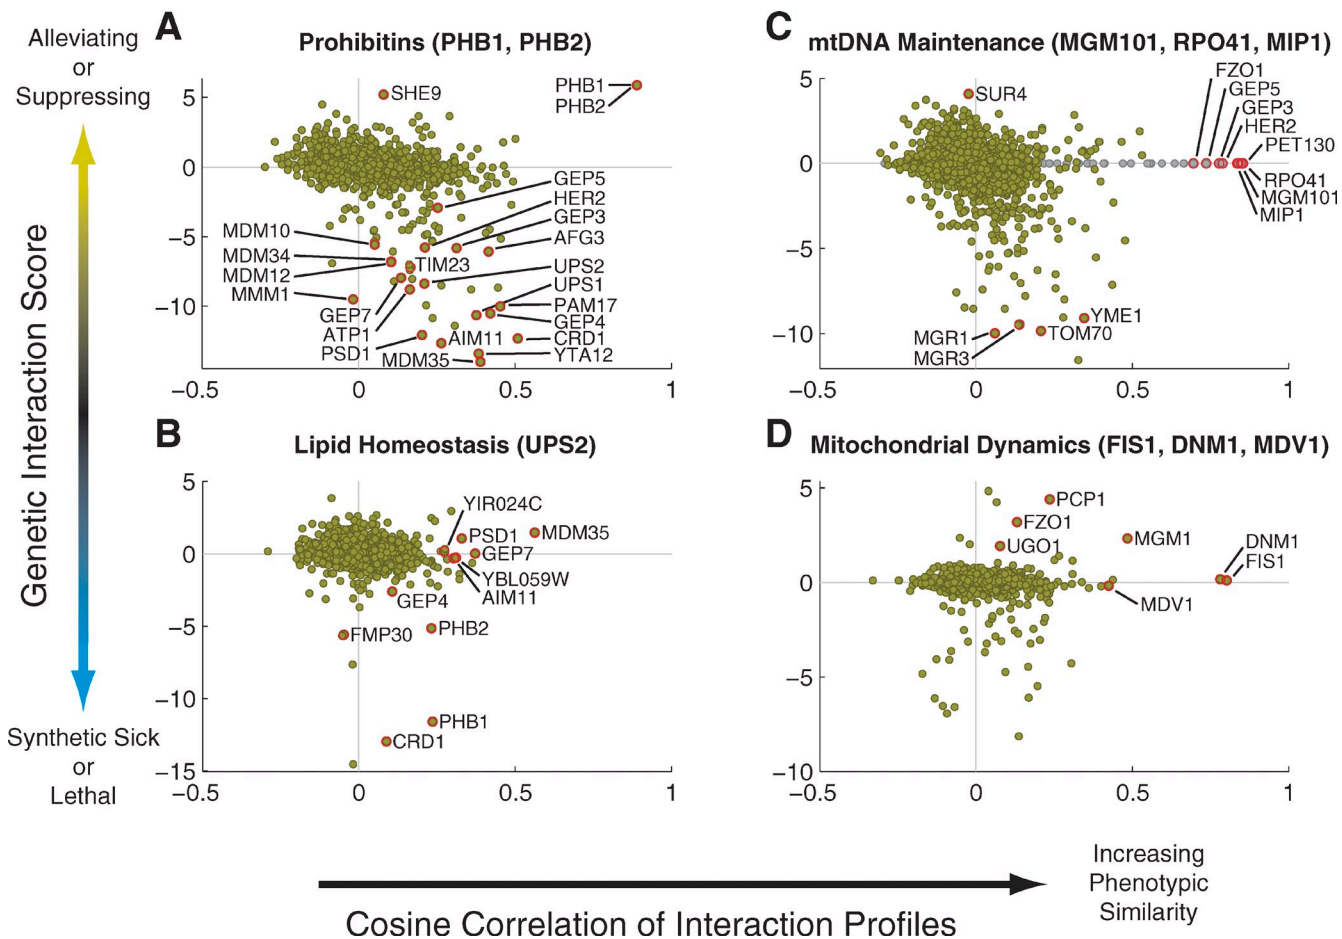 Alleviating
or
Suppressing
Genetic Interaction Score
Synthetic Sick
or
Lethal
A
Prohibitins (PHB1, PHB2)
5
0
−5
−10
−0.5
0
0.5
1
SHE9
PHB1
PHB2
GEP5
HER2
GEP3
AFG3
MDM10
MDM34
MDM12
MMM1
TIM23
UPS2
UPS1
PAM17
GEP4
CRD1
YTA12
GEP7
ATP1
PSD1
AIM11
MDM35
B
Lipid Homeostasis (UPS2)
5
0
−5
−10
−15
−0.5
0
0.5
1
YIR024C
PSD1
MDM35
GEP7
YBL059W
AIM11
GEP4
FMP30
PHB2
PHB1
CRD1
C
mtDNA Maintenance (MGM101, RPO41, MIP1)
5
0
−5
−10
−0.5
0
0.5
1
SUR4
FZO1
GEP5
GEP3
HER2
PET130
RPO41
MGM101
MIP1
YME1
TOM70
MGR1
MGR3
D
Mitochondrial Dynamics (FIS1, DNM1, MDV1)
5
0
−5
−10
−0.5
0
0.5
1
PCP1
FZO1
UGO1
MGM1
DNM1
FIS1
MDV1
Cosine Correlation of Interaction Profiles
Increasing
Phenotypic
Similarity